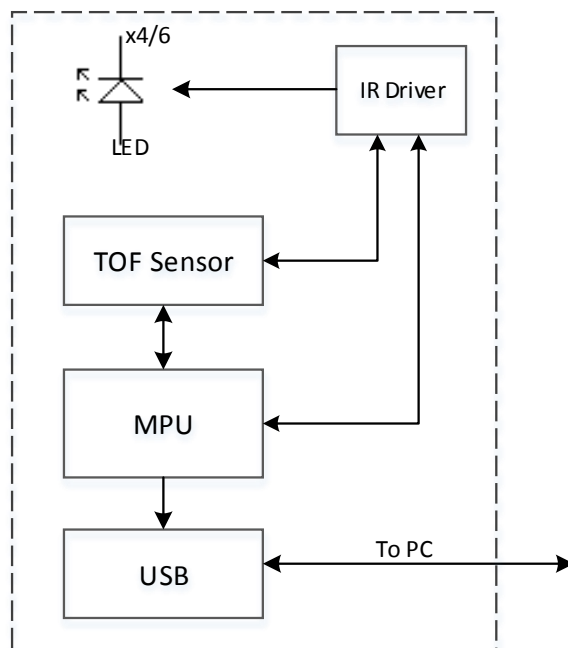 x4/6
IR Driver
LED
TOF Sensor
MPU
To PC
USB